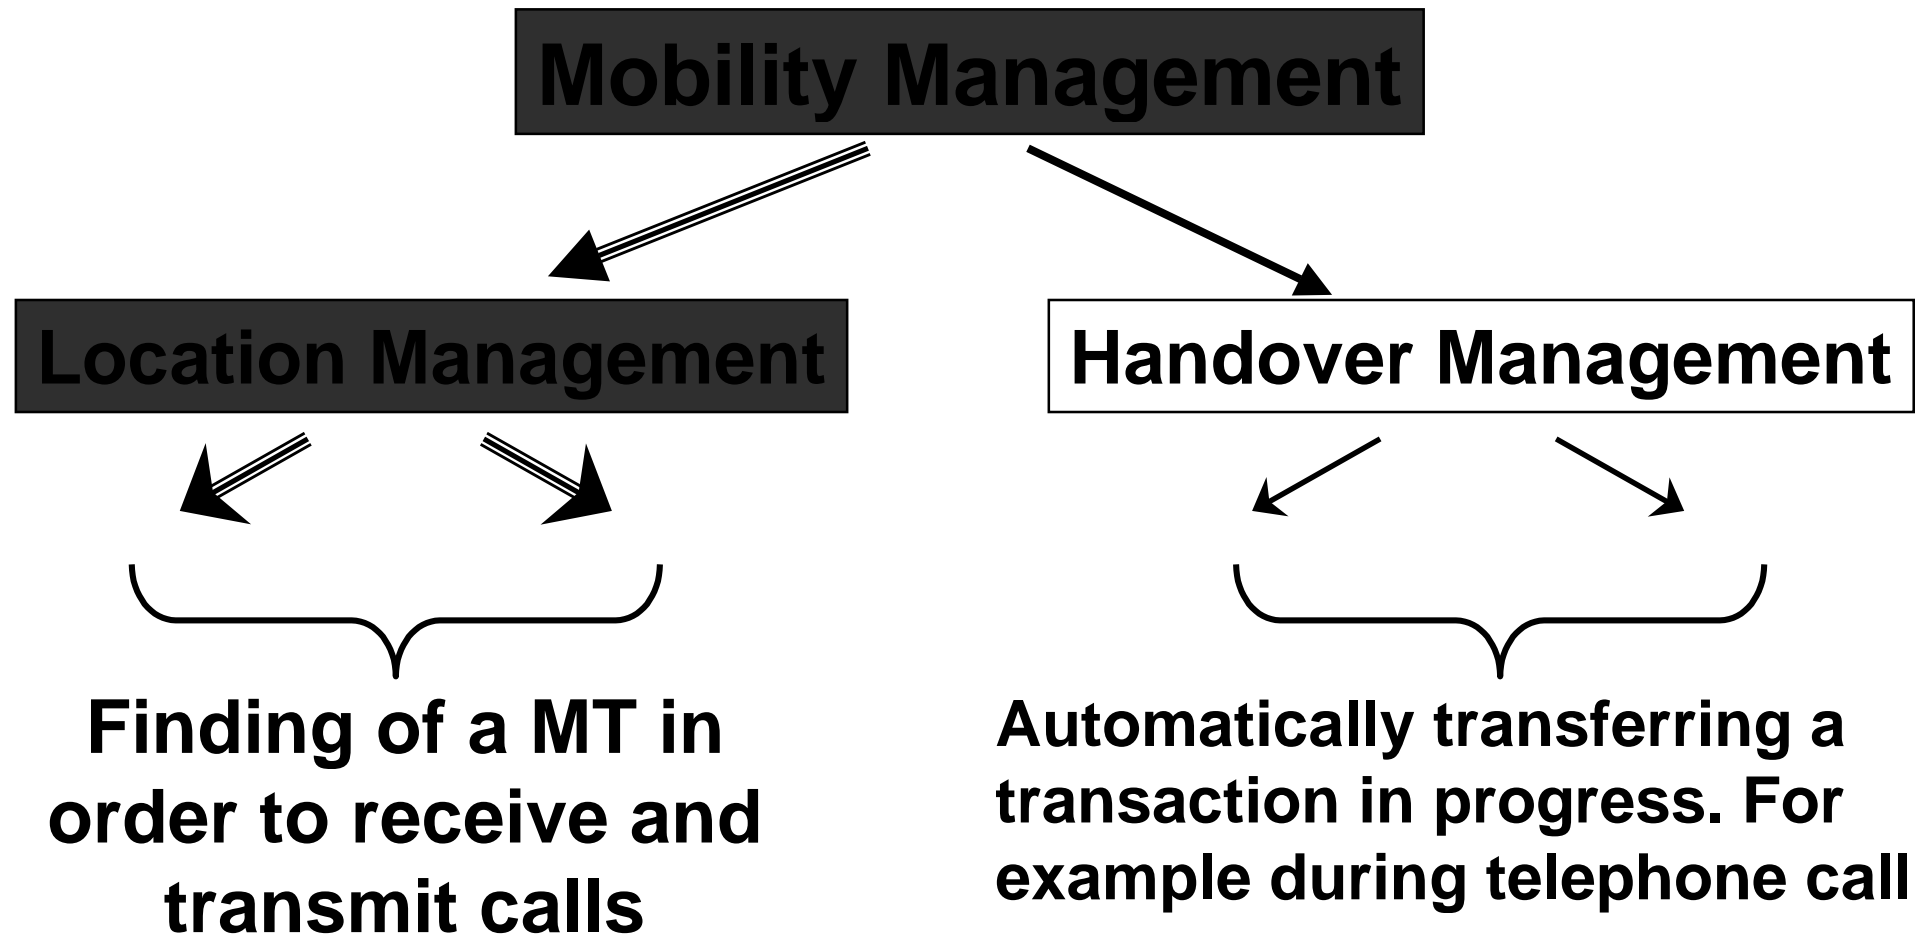 Mobility Management
Location Management
Handover Management
Finding of a MT in
order to receive and
transmit calls
Automatically transferring a
transaction in progress. For
example during telephone call